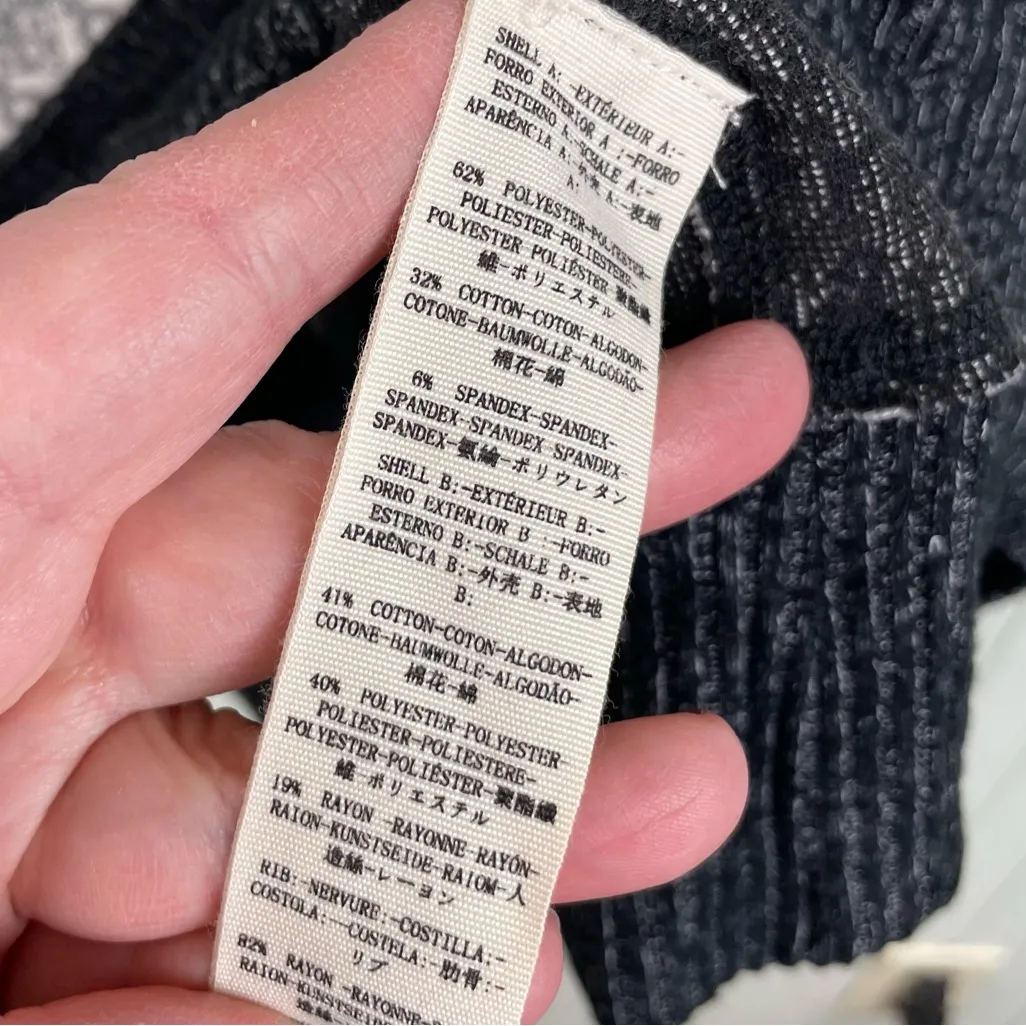 SHELL A:-EXTÉRIEUR A:-
FORRO EXTERIOR A :-FORRO
ESTERNO A:-SCHALE A:-
APARÊNCIA A:-外壳 A:-表地
A:
62% POLYESTER-POLYESTER-
POLIESTER-POLIESTERE-
POLYESTER POLIÉSTER 聚酯纖
維-ポリエステル
32% COTTON-COTON-ALGODON-
COTONE-BAUMWOLLE-ALGODÃO-
棉花-綿
6% SPANDEX-SPANDEX-
SPANDEX-SPANDEX SPANDEX-
SPANDEX-氨綸-ポリウレタン
SHELL B:-EXTÉRIEUR B:-
FORRO EXTERIOR B :-FORRO
ESTERNO B:-SCHALE B:-
APARÊNCIA B:-外壳 B:-表地
B:
41% COTTON-COTON-ALGODON-
COTONE-BAUMWOLLE-ALGODÃO-
棉花-綿
40% POLYESTER-POLYESTER
POLIESTER-POLIESTERE-
POLYESTER-POLIÉSTER-聚酯纖
維 ポリエステル
19% RAYON -RAYONNE-RAYÓN-
RAION-KUNSTSEIDE-RAIOM-人
造絲-レーヨン
RIB:-NERVURE:-COSTILLA:-
COSTOLA:--COSTELA:-肋骨:-
リブ
82% RAYON -RAYONNE-
RAION-KUNSTSEIDE-